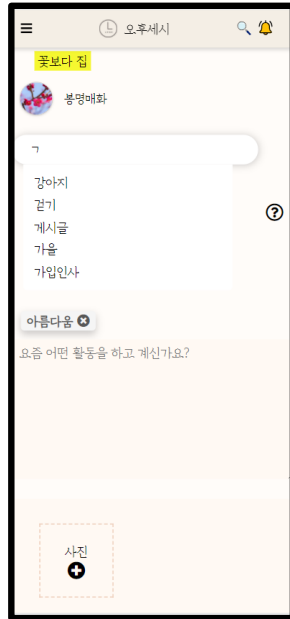 오후세시
꽃보다 집
봉명매화
ㄱ
강아지
걷기
게시글
가을
가입인사
아름다움
요즘 어떤 활동을 하고 계신가요?
사진